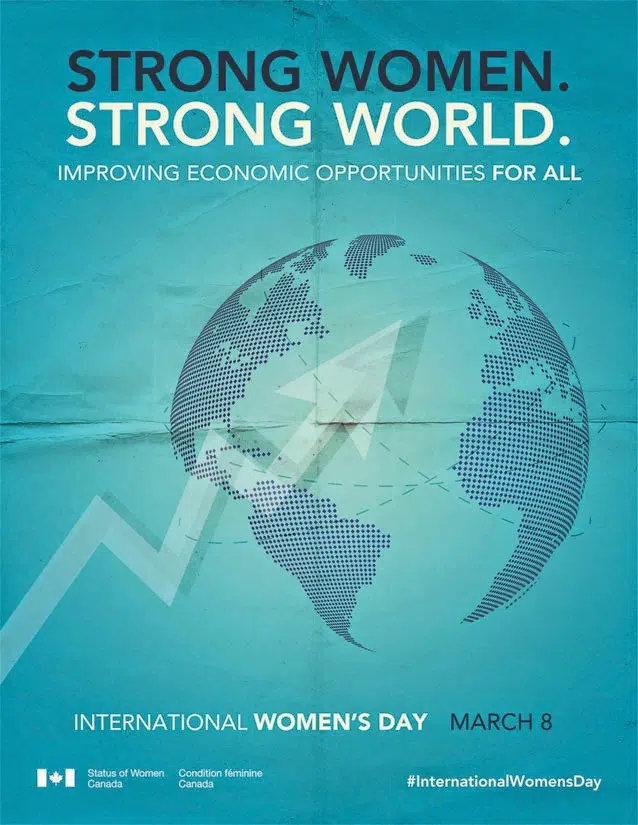 STRONG WOMEN.
STRONG WORLD.
IMPROVING ECONOMIC OPPORTUNITIES FOR ALL
INTERNATIONAL WOMEN'S DAY MARCH 8
Status of Women
Canada
Condition féminine
Canada
#InternationalWomensDay